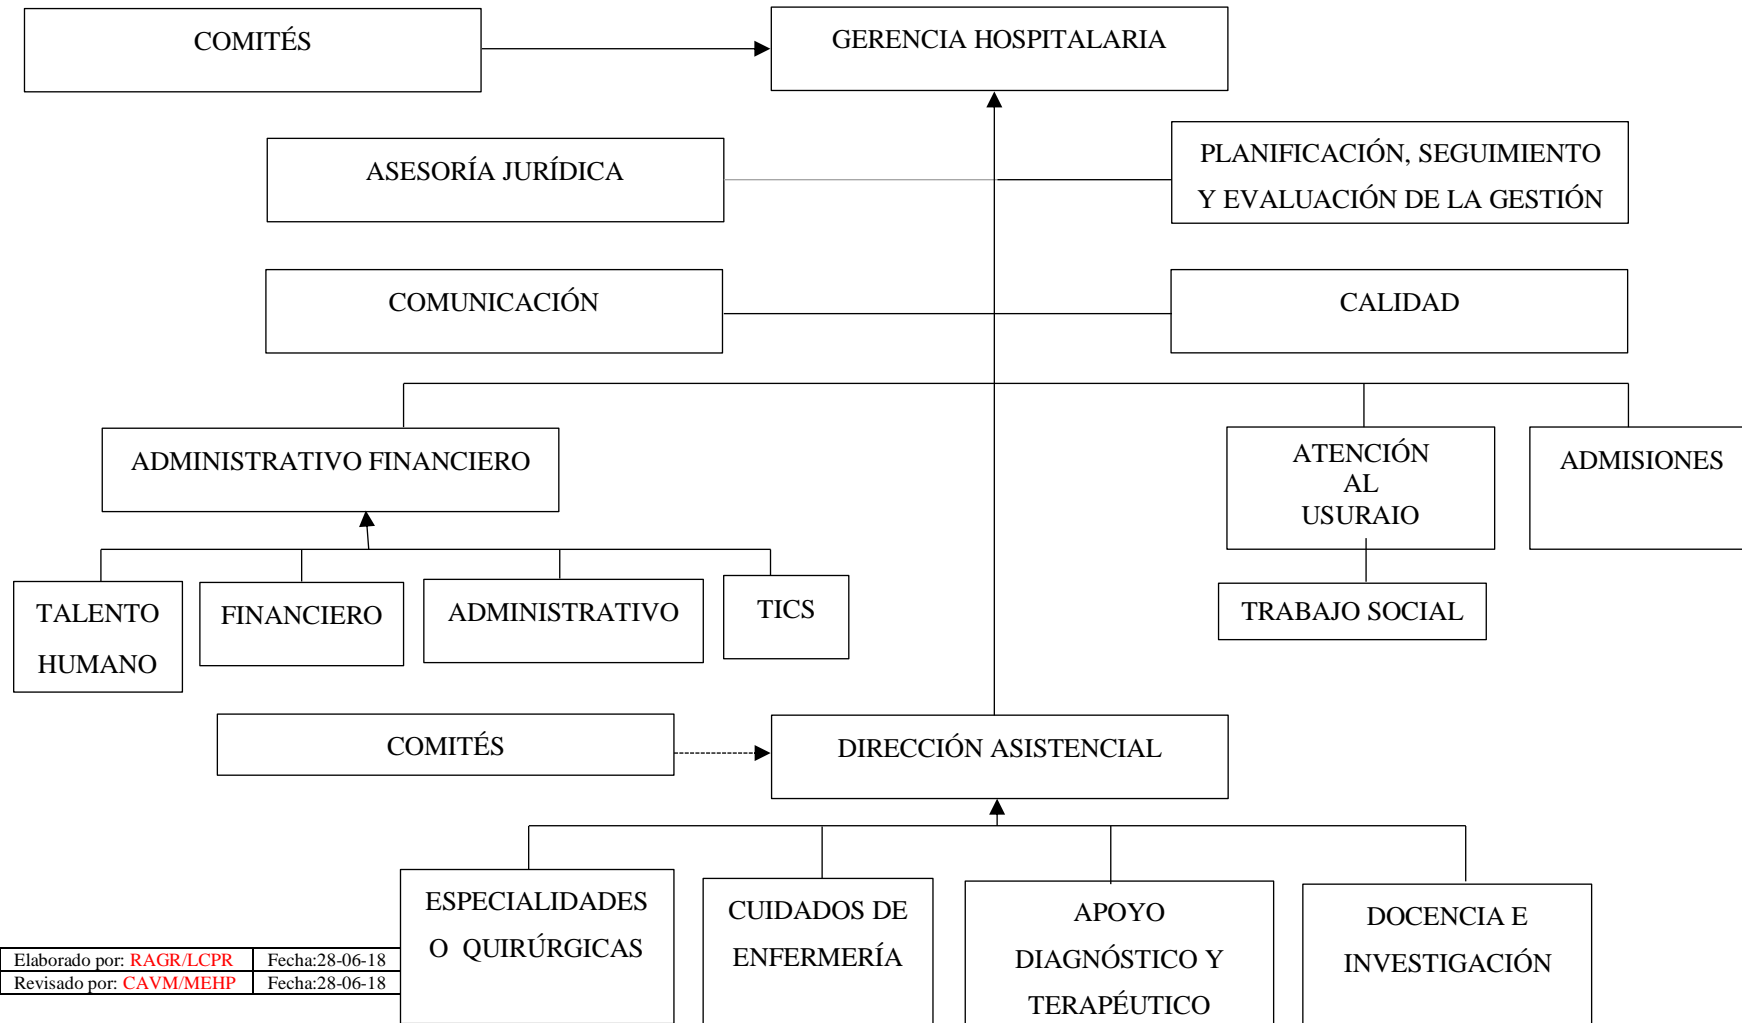 COMITÉS
GERENCIA HOSPITALARIA
ASESORÍA JURÍDICA
PLANIFICACIÓN, SEGUIMIENTO
Y EVALUACIÓN DE LA GESTIÓN
COMUNICACIÓN
CALIDAD
ADMINISTRATIVO FINANCIERO
ATENCIÓN
AL
USURAIO
ADMISIONES
TALENTO
HUMANO
FINANCIERO
ADMINISTRATIVO
TICS
TRABAJO SOCIAL
COMITÉS
DIRECCIÓN ASISTENCIAL
ESPECIALIDADES
O QUIRÚRGICAS
CUIDADOS DE
ENFERMERÍA
APOYO
DIAGNÓSTICO Y
TERAPÉUTICO
DOCENCIA E
INVESTIGACIÓN
Elaborado por: RAGR/LCPR Fecha:28-06-18
Revisado por: CAVM/MEHP Fecha:28-06-18